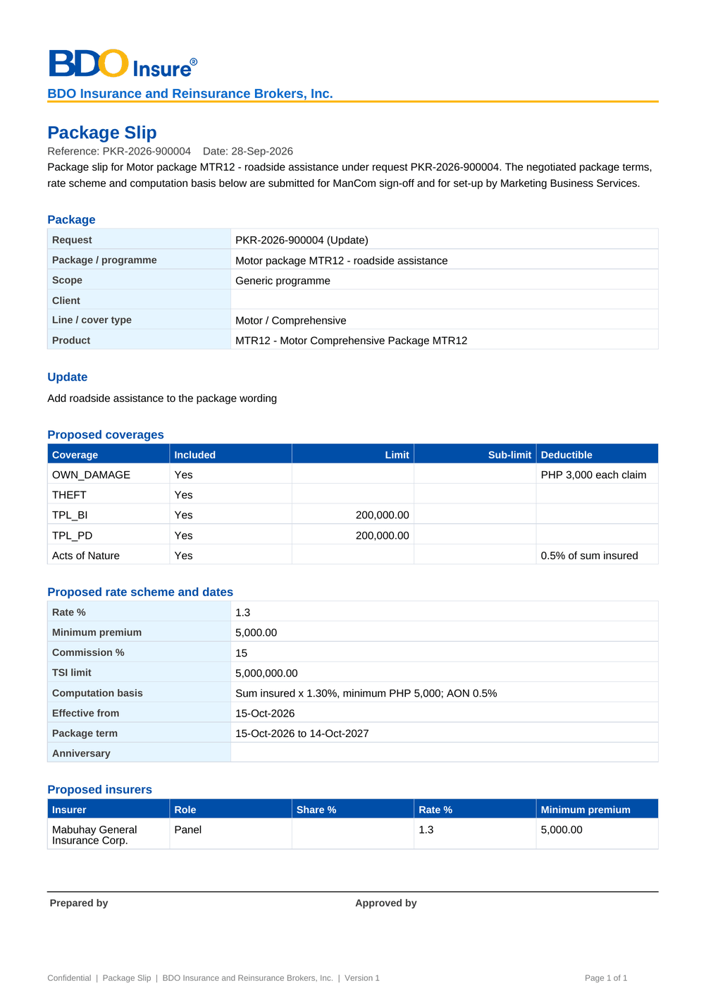 BDO Insure®
BDO Insurance and Reinsurance Brokers, Inc.
Package Slip
Reference: PKR-2026-900004 Date: 28-Sep-2026
Package slip for Motor package MTR12 - roadside assistance under request PKR-2026-900004. The negotiated package terms,
rate scheme and computation basis below are submitted for ManCom sign-off and for set-up by Marketing Business Services.
Package
Request PKR-2026-900004 (Update)
Package / programme Motor package MTR12 - roadside assistance
Scope Generic programme
Client
Line / cover type Motor / Comprehensive
Product MTR12 - Motor Comprehensive Package MTR12
Update
Add roadside assistance to the package wording
Proposed coverages
Coverage Included Limit Sub-limit Deductible
OWN_DAMAGE Yes PHP 3,000 each claim
THEFT Yes
TPL_BI Yes 200,000.00
TPL_PD Yes 200,000.00
Acts of Nature Yes 0.5% of sum insured
Proposed rate scheme and dates
Rate % 1.3
Minimum premium 5,000.00
Commission % 15
TSI limit 5,000,000.00
Computation basis Sum insured x 1.30%, minimum PHP 5,000; AON 0.5%
Effective from 15-Oct-2026
Package term 15-Oct-2026 to 14-Oct-2027
Anniversary
Proposed insurers
Insurer Role Share % Rate % Minimum premium
Mabuhay General Panel 1.3 5,000.00
Insurance Corp.
Prepared by Approved by
Confidential | Package Slip | BDO Insurance and Reinsurance Brokers, Inc. | Version 1 Page 1 of 1